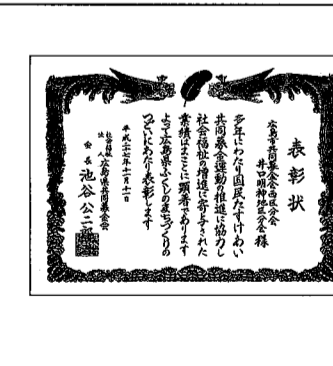 表彰状
広島市共同募金会西区分会
井口明神地区分会 様
多年にわたり国民たすけあい
共同募金運動の推進に協力し
社会福祉の増進に寄与された
業績はまことに顕著であります
よって広島県ふくしのまちづくりの
つどいにあたり表彰します
平成二十七年十一月十一日
社会福祉法人 広島県共同募金会
会長 池谷公二郎